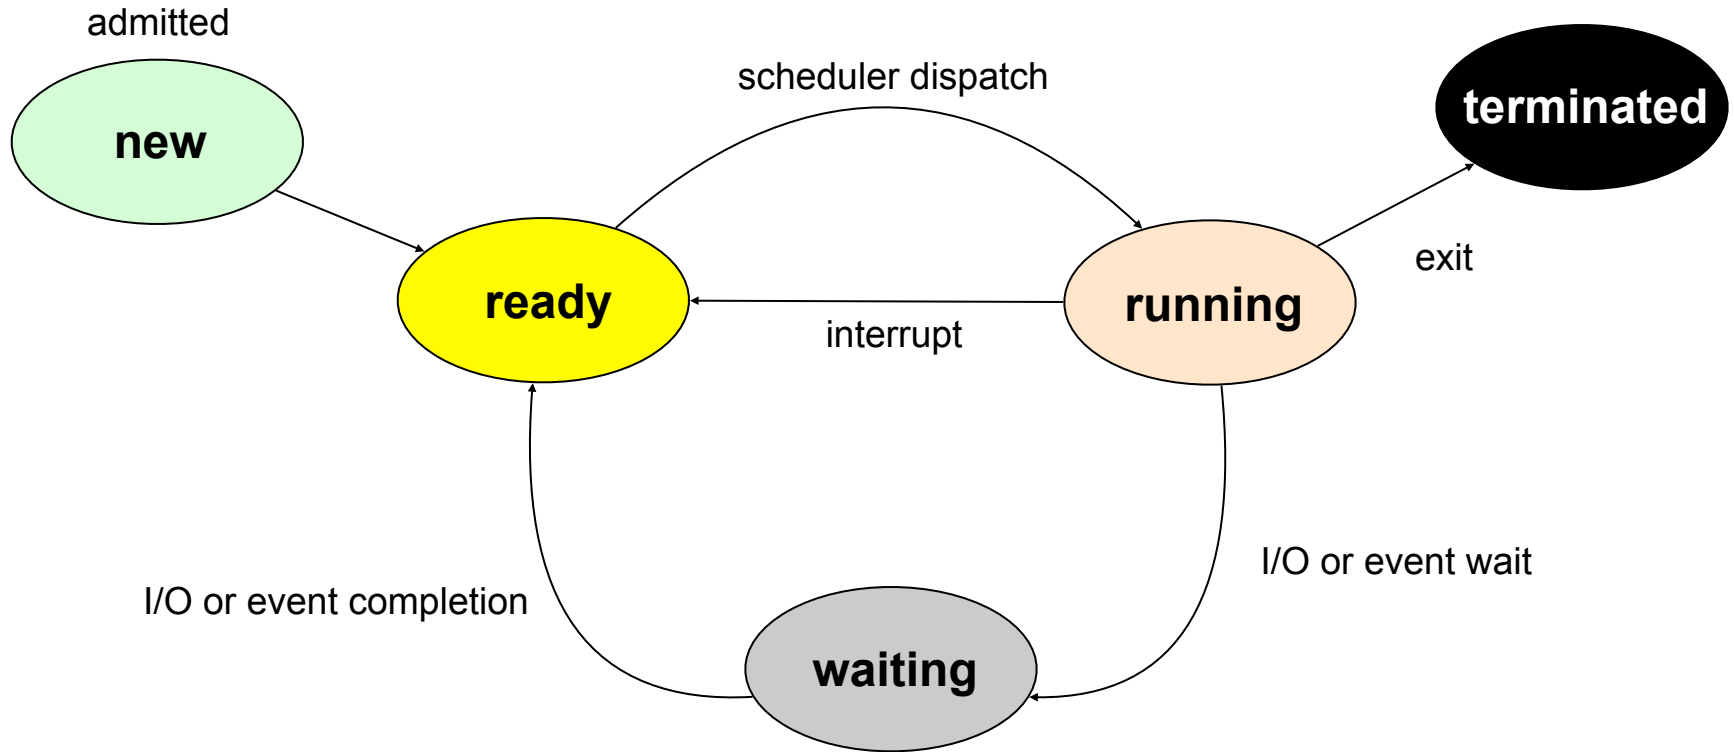 admitted
new
scheduler dispatch
terminated
exit
ready
running
interrupt
I/O or event wait
I/O or event completion
waiting